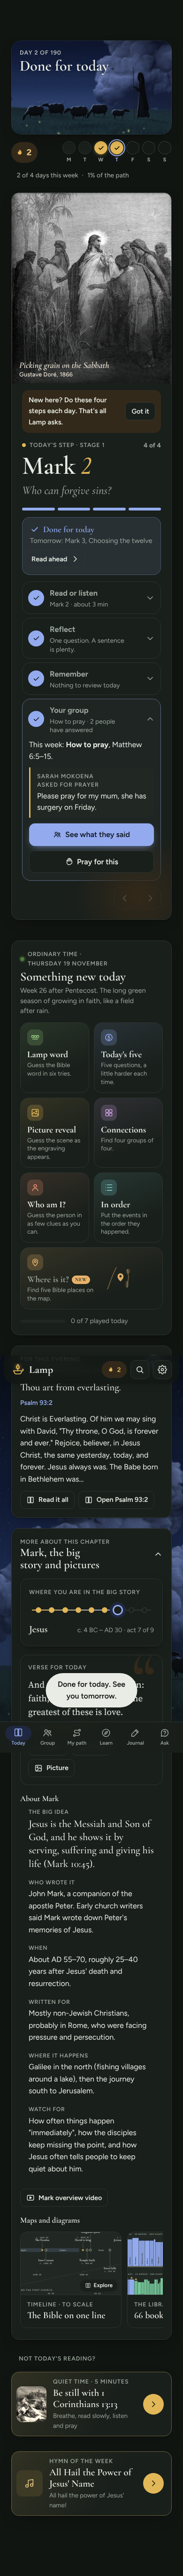 DAY 2 OF 190
Done for today
2
M T W T F S S
2 of 4 days this week · 1% of the path
Picking grain on the Sabbath
Gustave Doré, 1866
New here? Do these four
steps each day. That's all
Lamp asks.
Got it
TODAY'S STEP · STAGE 1
4 of 4
Mark 2
Who can forgive sins?
Done for today
Tomorrow: Mark 3, Choosing the twelve
Read ahead
Read or listen
Mark 2 · about 3 min
Reflect
One question. A sentence
is plenty.
Remember
Nothing to review today
Your group
How to pray · 2 people
have answered
This week: How to pray. Matthew
6:5–15.
SARAH MOKOENA
ASKED FOR PRAYER
Please pray for my mum, she has
surgery on Friday.
See what they said
Pray for this
ORDINARY TIME ·
THURSDAY 19 NOVEMBER
Something new today
Week 26 after Pentecost. The long green
season of growing in faith, like a field
after rain.
Lamp word
Guess the Bible
word in six tries.
Today's five
Five questions, a
little harder each
time.
Picture reveal
Guess the scene as
the engraving
appears.
Connections
Find four groups of
four.
Who am I?
Guess the person in
as few clues as you
can.
In order
Put the events in
the order they
happened.
Where is it? NEW
Find five Bible places on
the map.
0 of 7 played today
Lamp
2
Thou art from everlasting.
Psalm 93:2
Christ is Everlasting. Of him we may sing
with David, "Thy throne, O God, is forever
and ever." Rejoice, believer, in Jesus
Christ, the same yesterday, today, and
forever. Jesus always was. The Babe born
in Bethlehem was...
Read it all
Open Psalm 93:2
MORE ABOUT THIS CHAPTER
Mark, the big
story and pictures
WHERE YOU ARE IN THE BIG STORY
Jesus
c. 4 BC – AD 30 · act 7 of 9
VERSE FOR TODAY
greatest of these is love.
Done for today. See
you tomorrow.
Today
Group
My path
Learn
Journal
Ask
Picture
About Mark
THE BIG IDEA
Jesus is the Messiah and Son of
God, and he shows it by
serving, suffering and giving his
life (Mark 10:45).
WHO WROTE IT
John Mark, a companion of the
apostle Peter. Early church writers
said Mark wrote down Peter's
memories of Jesus.
WHEN
About AD 55–70, roughly 25–40
years after Jesus' death and
resurrection.
WRITTEN FOR
Mostly non-Jewish Christians,
probably in Rome, who were facing
pressure and persecution.
WHERE IT HAPPENS
Galilee in the north (fishing villages
around a lake), then the journey
south to Jerusalem.
WATCH FOR
How often things happen
"immediately", how the disciples
keep missing the point, and how
Jesus often tells people to keep
quiet about him.
Mark overview video
Maps and diagrams
Explore
TIMELINE · TO SCALE
The Bible on one line
THE LIBR
66 book
NOT TODAY'S READING?
QUIET TIME · 5 MINUTES
Be still with 1
Corinthians 13:13
Breathe, read slowly, listen
and pray
HYMN OF THE WEEK
All Hail the Power of
Jesus' Name
All hail the power of Jesus'
name!